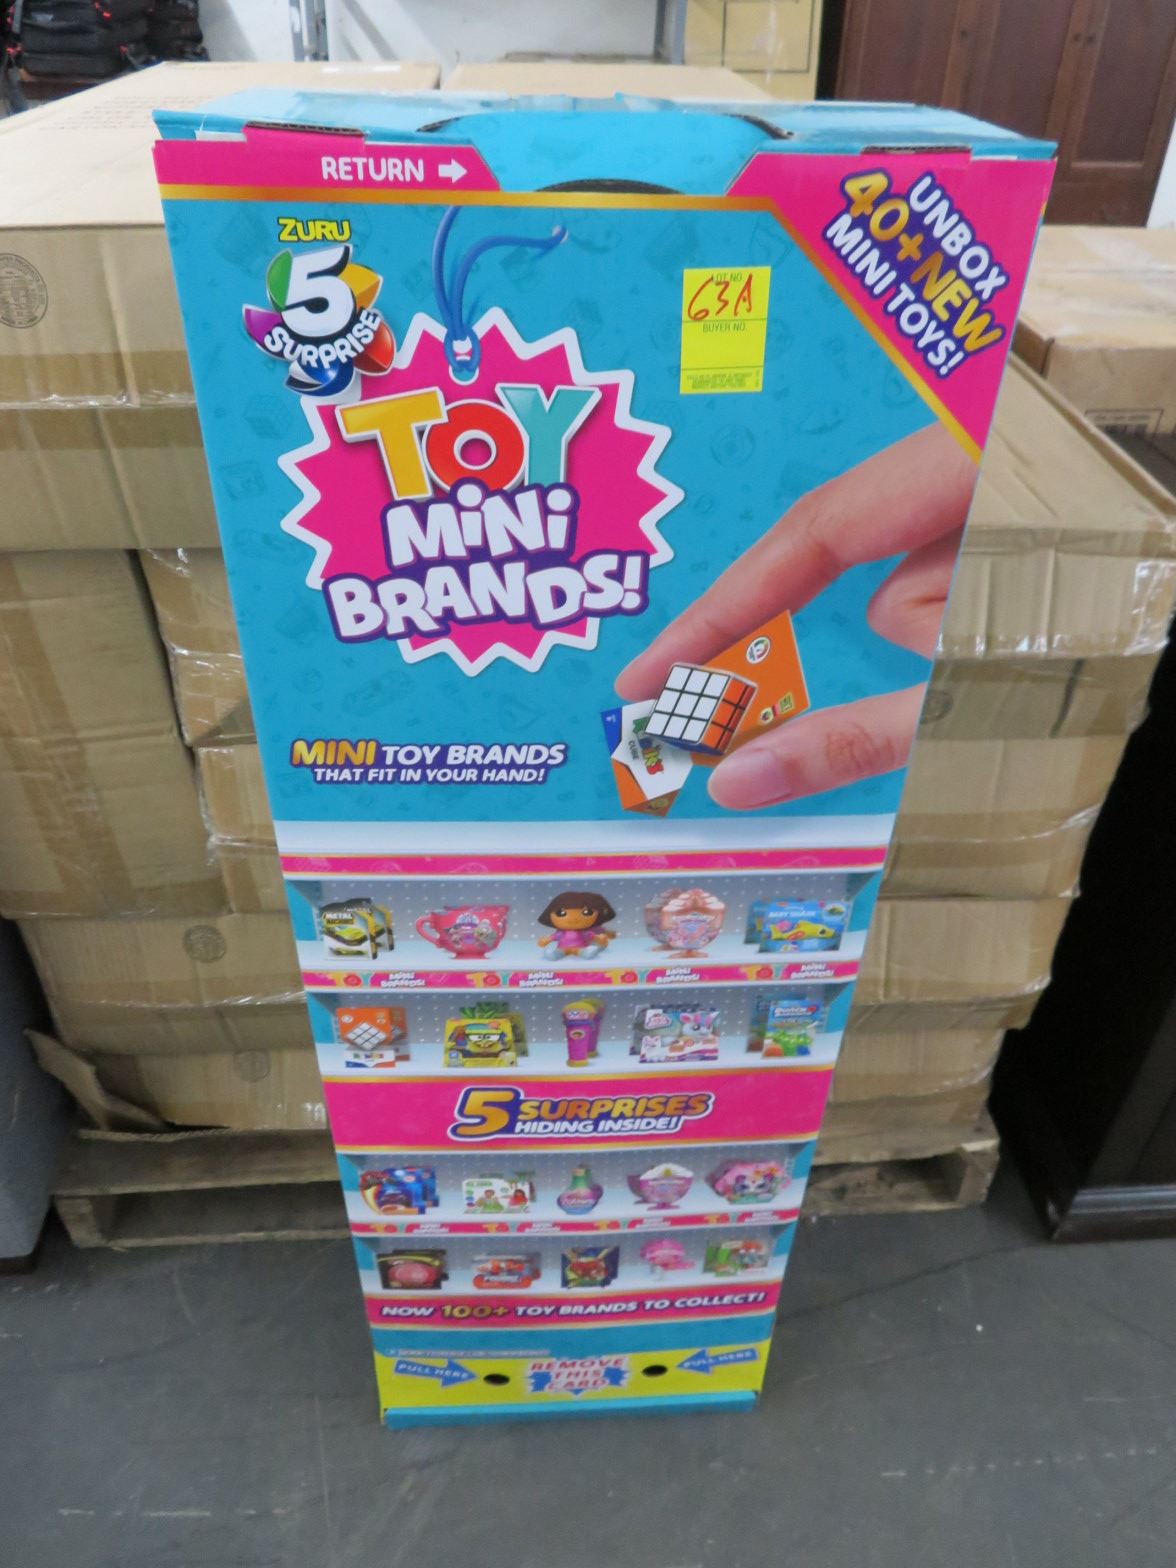 RETURN
40+ NEW
UNBOX
MINI TOYS!
ZURU
5
SURPRISE
LOT NO.
63A
BUYER NO.
TOY
MiNi
BRANDS!
MINI TOY BRANDS
THAT FIT IN YOUR HAND!
5 SURPRISES
HIDING INSIDE!
NOW 100+ TOY BRANDS TO COLLECT!
PULL HERE
REMOVE
THIS
CARD
PULL HERE